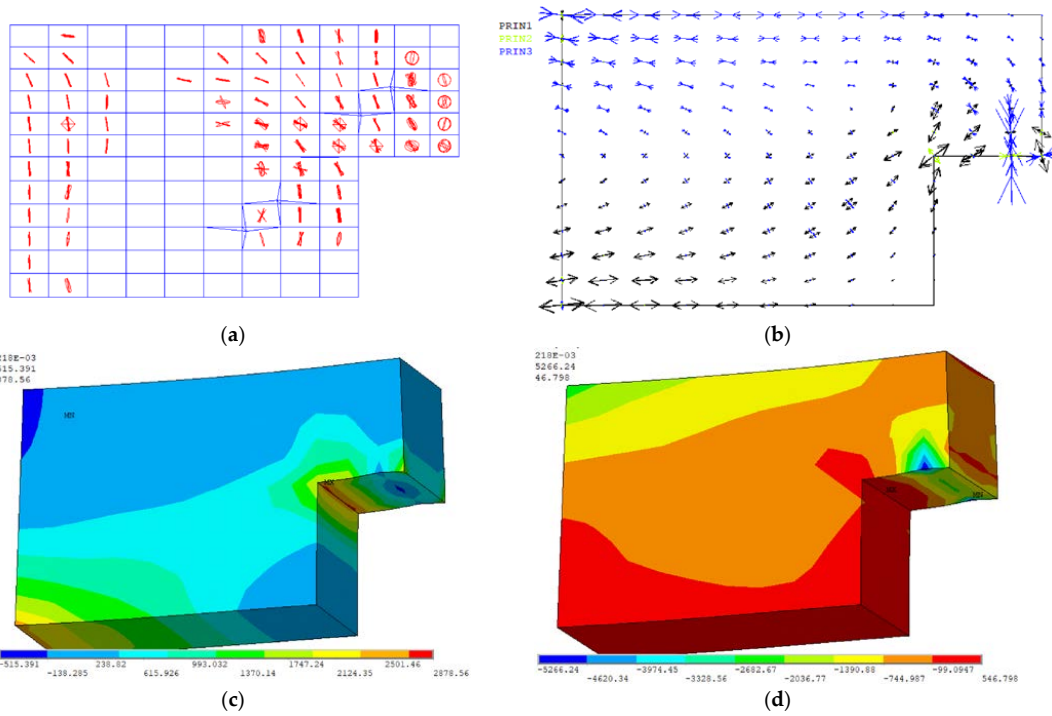 PRIN1
PRIN2
PRIN3
(a)
(b)
218E-03
515.391
878.56
MN
MX
-515.391 238.82 993.032 1747.24 2501.46
-138.285 615.926 1370.14 2124.35 2878.56
(c)
218E-03
5266.24
46.798
MX
MN
-5266.24 -3974.45 -2682.67 -1390.88 -99.0947
-4620.34 -3328.56 -2036.77 -744.987 546.798
(d)